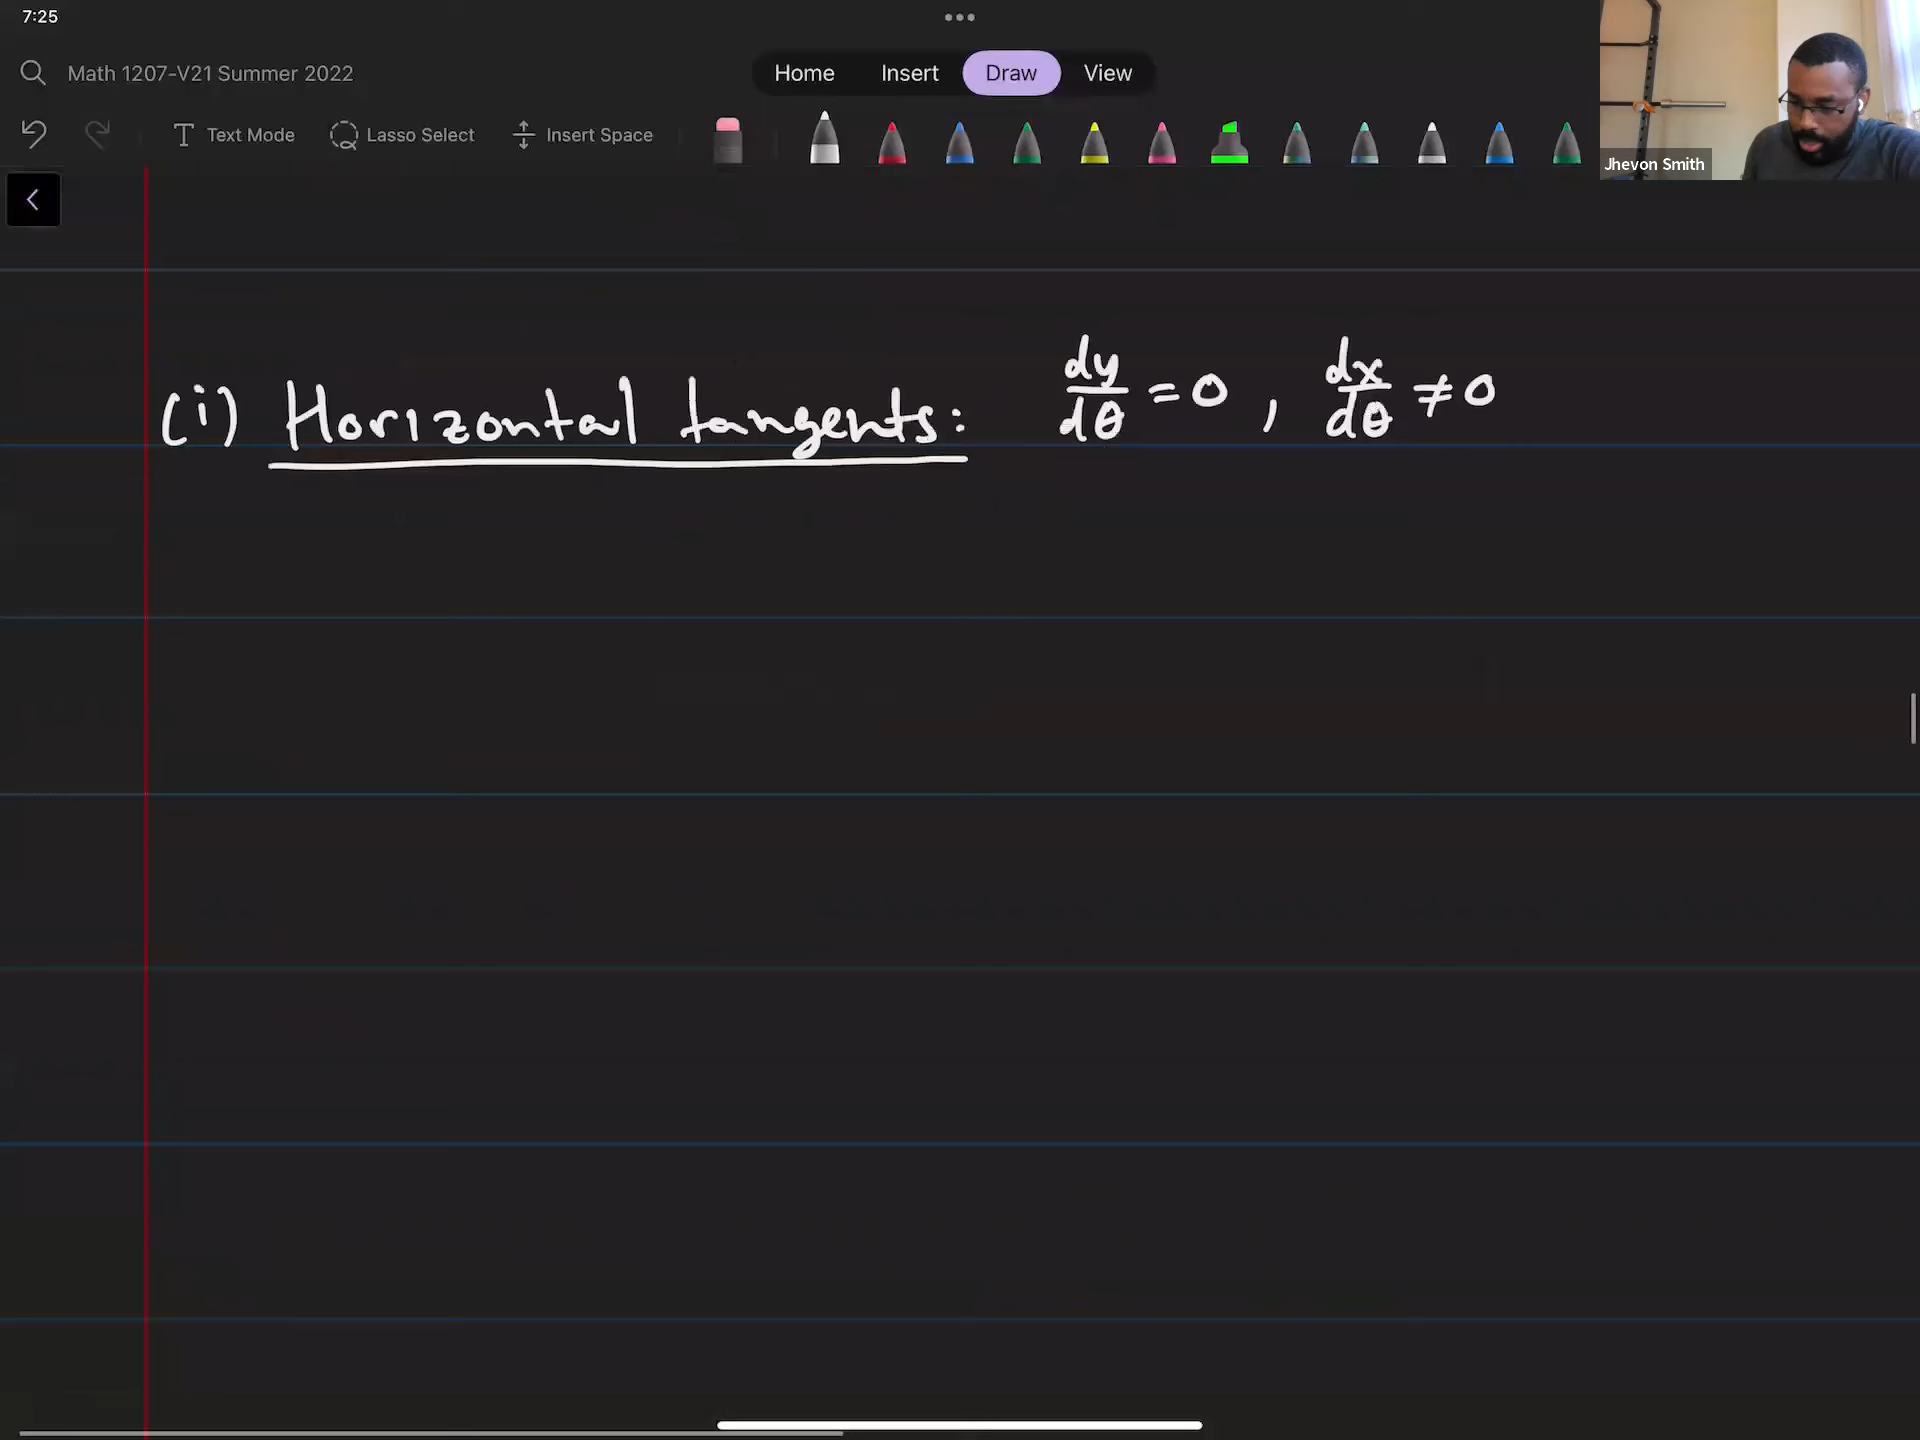 7:25
Math 1207-V21 Summer 2022
Home Insert Draw View
Text Mode Lasso Select Insert Space
Jhevon Smith
(i) Horizontal tangents: dy/dθ = 0 , dx/dθ ≠ 0